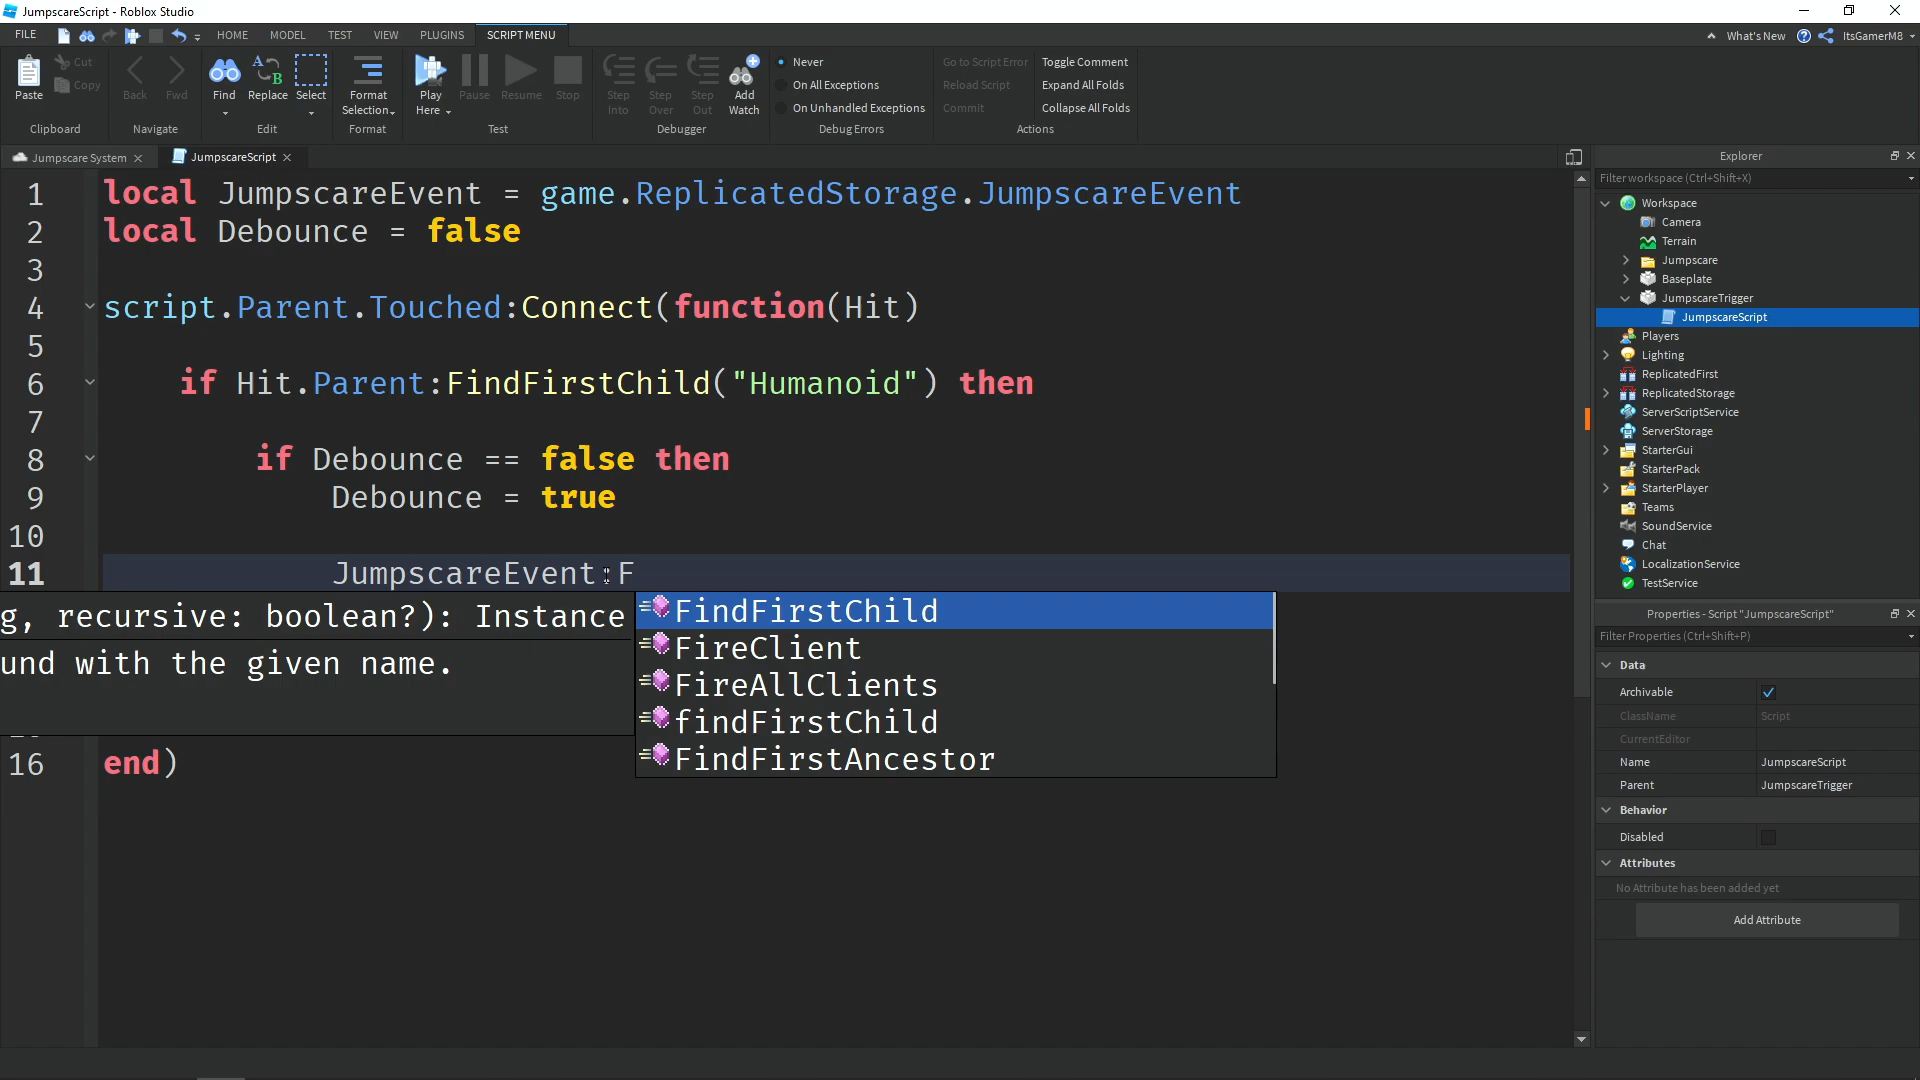 JumpscareScript - Roblox Studio
FILE HOME MODEL TEST VIEW PLUGINS SCRIPT MENU What's New ItsGamerM8
Paste Cut Copy
Clipboard
Back Fwd
Navigate
Find Replace Select
Edit
Format Selection
Format
Play Here Pause Resume Stop
Test
Step Into Step Over Step Out Add Watch
Debugger
Never
On All Exceptions
On Unhandled Exceptions
Debug Errors
Go to Script Error
Reload Script
Commit
Toggle Comment
Expand All Folds
Collapse All Folds
Actions
Jumpscare System JumpscareScript
1 local JumpscareEvent = game.ReplicatedStorage.JumpscareEvent
2 local Debounce = false
3
4 script.Parent.Touched:Connect(function(Hit)
5
6 if Hit.Parent:FindFirstChild("Humanoid") then
7
8 if Debounce == false then
9 Debounce = true
10
11 JumpscareEvent:F
g, recursive: boolean?): Instance
und with the given name.
FindFirstChild
FireClient
FireAllClients
findFirstChild
FindFirstAncestor
16 end)
Explorer
Filter workspace (Ctrl+Shift+X)
Workspace
Camera
Terrain
Jumpscare
Baseplate
JumpscareTrigger
JumpscareScript
Players
Lighting
ReplicatedFirst
ReplicatedStorage
ServerScriptService
ServerStorage
StarterGui
StarterPack
StarterPlayer
Teams
SoundService
Chat
LocalizationService
TestService
Properties - Script "JumpscareScript"
Filter Properties (Ctrl+Shift+P)
Data
Archivable
ClassName Script
CurrentEditor
Name JumpscareScript
Parent JumpscareTrigger
Behavior
Disabled
Attributes
No Attribute has been added yet
Add Attribute